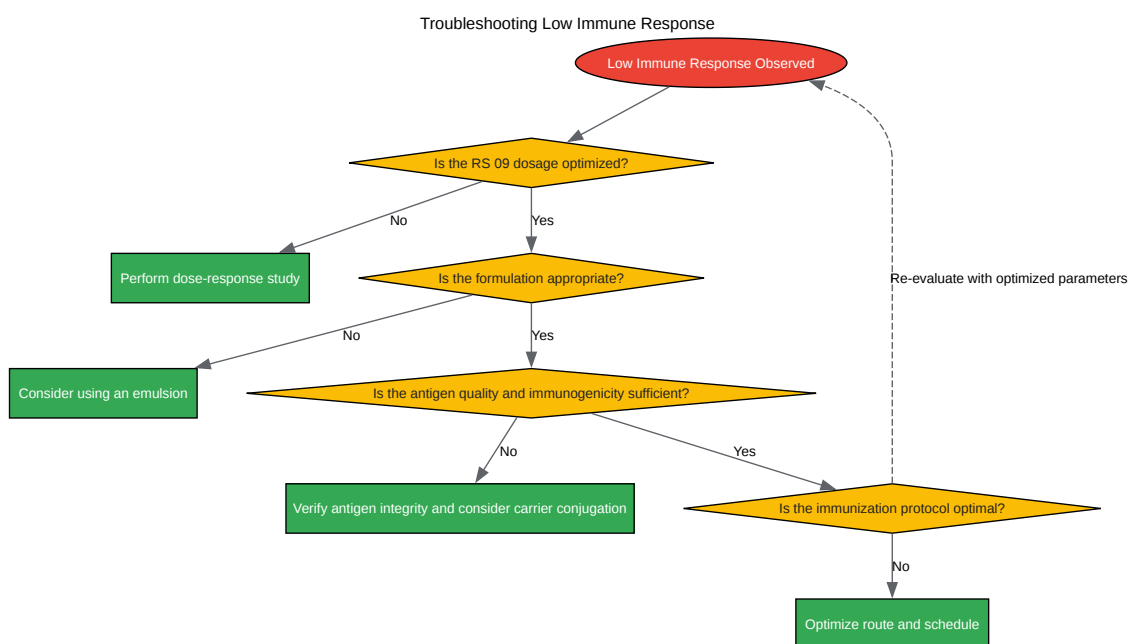 Troubleshooting Low Immune Response
Low Immune Response Observed
Is the RS 09 dosage optimized?
No
Yes
Perform dose-response study
Is the formulation appropriate?
Re-evaluate with optimized parameters
No
Yes
Consider using an emulsion
Is the antigen quality and immunogenicity sufficient?
No
Yes
Verify antigen integrity and consider carrier conjugation
Is the immunization protocol optimal?
No
Optimize route and schedule